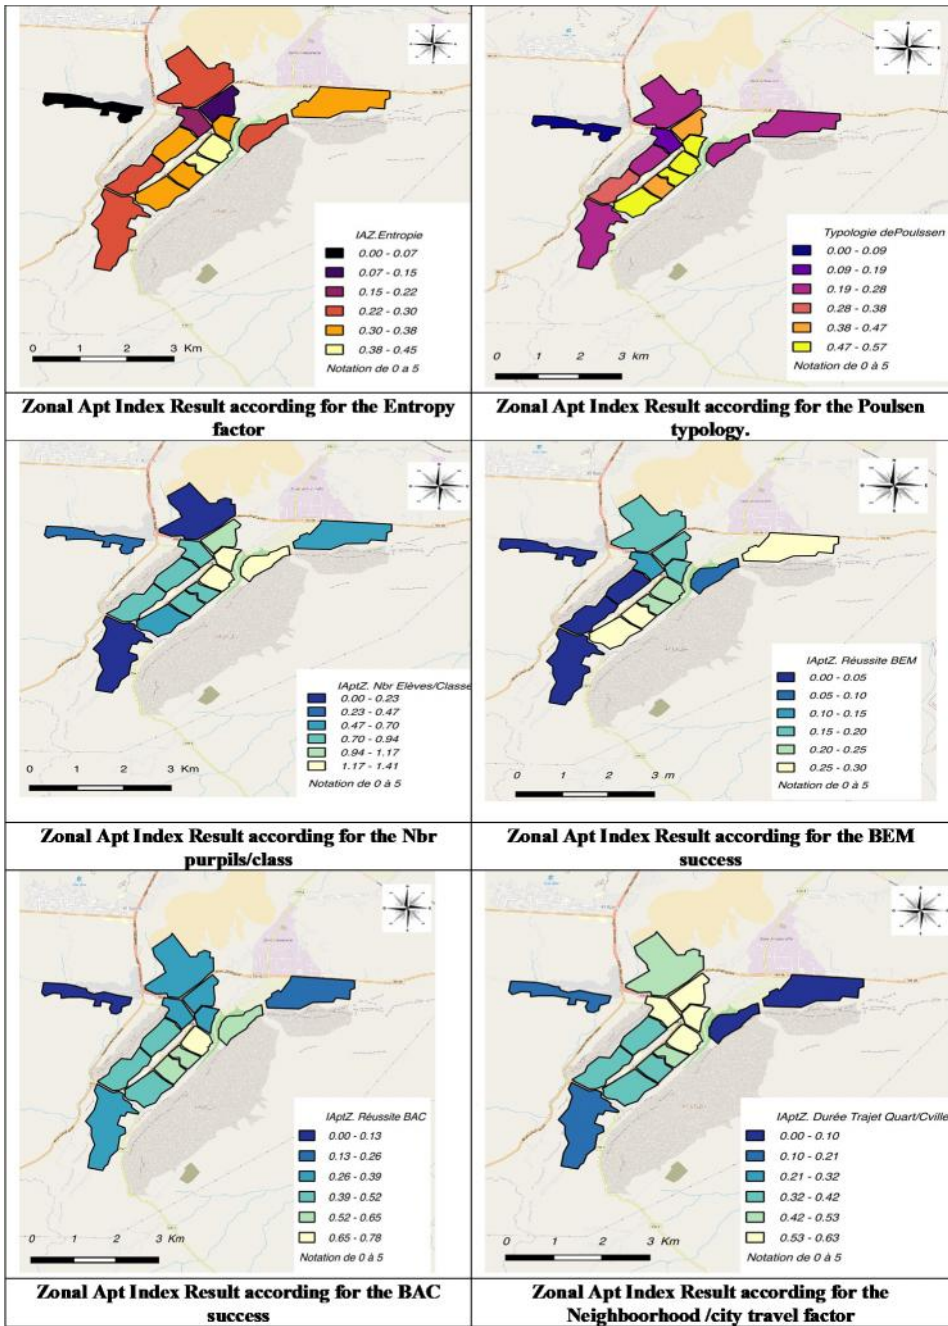 IAZ.Entropie
0.00 - 0.07
0.07 - 0.15
0.15 - 0.22
0.22 - 0.30
0.30 - 0.38
0.38 - 0.45
Notation de 0 a 5
0 1 2 3 Km
Typologie dePoulssen
0.00 - 0.09
0.09 - 0.19
0.19 - 0.28
0.28 - 0.38
0.38 - 0.47
0.47 - 0.57
Notation de 0 à 5
0 1 2 3 Km
Zonal Apt Index Result according for the Entropy
factor
Zonal Apt Index Result according for the Poulsen
typology.
IAptZ. Nbr Elèves/Classe
0.00 - 0.23
0.23 - 0.47
0.47 - 0.70
0.70 - 0.94
0.94 - 1.17
1.17 - 1.41
Notation de 0 à 5
0 1 2 3 Km
IAptZ. Réussite BEM
0.00 - 0.05
0.05 - 0.10
0.10 - 0.15
0.15 - 0.20
0.20 - 0.25
0.25 - 0.30
Notation de 0 à 5
0 1 2 3 m
Zonal Apt Index Result according for the Nbr
purpils/class
Zonal Apt Index Result according for the BEM
success
IAptZ. Réussite BAC
0.00 - 0.13
0.13 - 0.26
0.26 - 0.39
0.39 - 0.52
0.52 - 0.65
0.65 - 0.78
Notation de 0 à 5
0 1 2 3 Km
IAptZ. Durée Trajet Quart/Cville
0.00 - 0.10
0.10 - 0.21
0.21 - 0.32
0.32 - 0.42
0.42 - 0.53
0.53 - 0.63
Notation de 0 à 5
0 1 2 3 Km
Zonal Apt Index Result according for the BAC
success
Zonal Apt Index Result according for the
Neighboorhood /city travel factor